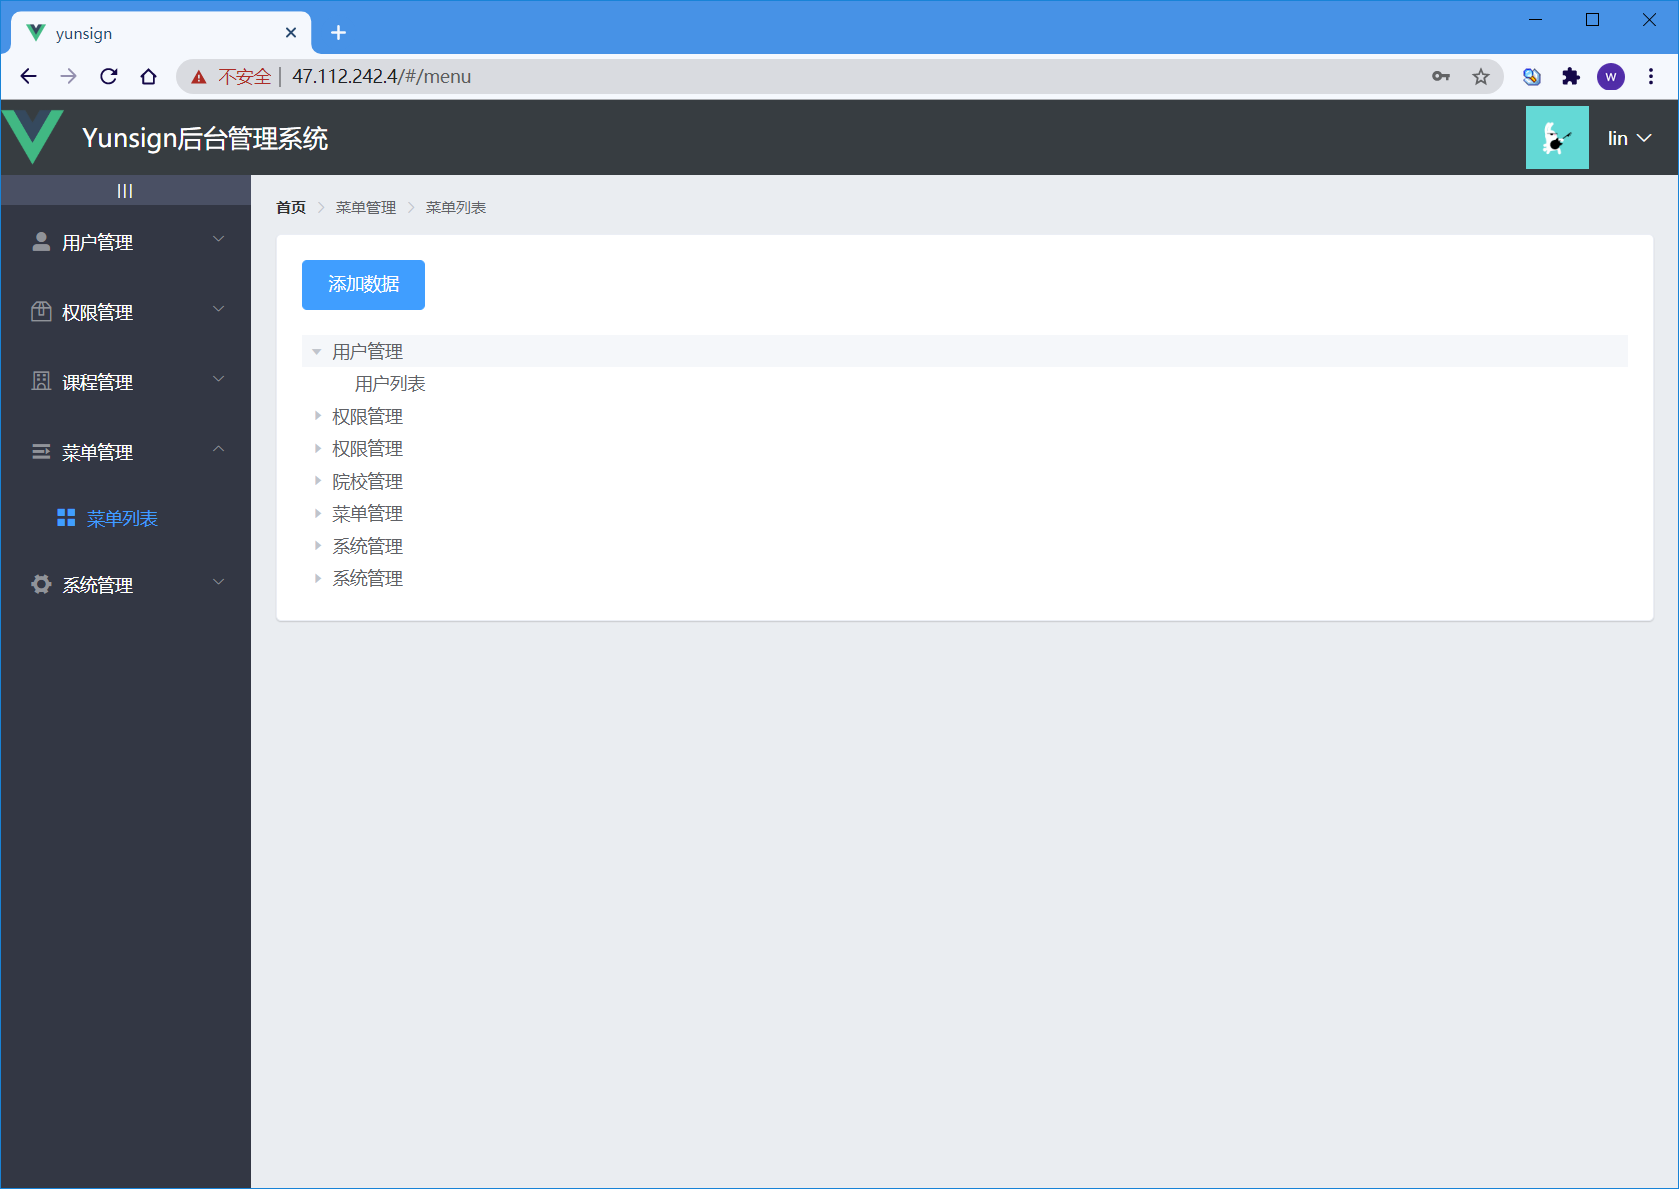 yunsign
不安全 | 47.112.242.4/#/menu
W
Yunsign后台管理系统
lin
|||
用户管理
权限管理
课程管理
菜单管理
菜单列表
系统管理
首页 > 菜单管理 > 菜单列表
添加数据
用户管理
用户列表
权限管理
权限管理
院校管理
菜单管理
系统管理
系统管理